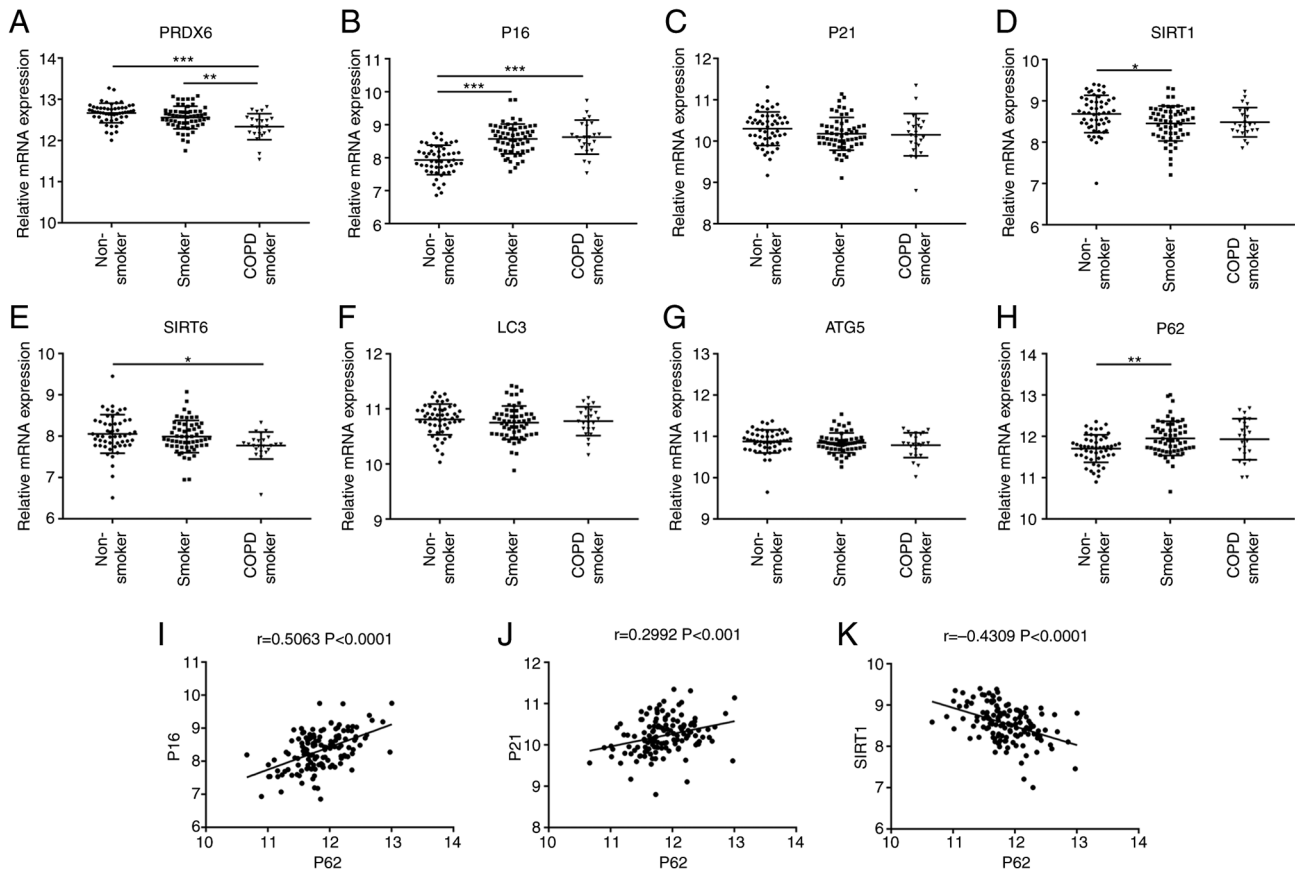 A
PRDX6
***
**
Relative mRNA expression
14
13
12
11
10
Non-
smoker
Smoker
COPD
smoker
B
P16
***
***
Relative mRNA expression
11
10
9
8
7
6
Non-
smoker
Smoker
COPD
smoker
C
P21
Relative mRNA expression
12
11
10
9
8
Non-
smoker
Smoker
COPD
smoker
D
SIRT1
*
Relative mRNA expression
10
9
8
7
6
Non-
smoker
Smoker
COPD
smoker
E
SIRT6
*
Relative mRNA expression
10
9
8
7
6
Non-
smoker
Smoker
COPD
smoker
F
LC3
Relative mRNA expression
12
11
10
9
Non-
smoker
Smoker
COPD
smoker
G
ATG5
Relative mRNA expression
13
12
11
10
9
Non-
smoker
Smoker
COPD
smoker
H
P62
**
Relative mRNA expression
14
13
12
11
10
Non-
smoker
Smoker
COPD
smoker
I
r=0.5063 P<0.0001
P16
11
10
9
8
7
6
10 11 12 13 14
P62
J
r=0.2992 P<0.001
P21
12
11
10
9
8
10 11 12 13 14
P62
K
r=–0.4309 P<0.0001
SIRT1
10
9
8
7
6
10 11 12 13 14
P62